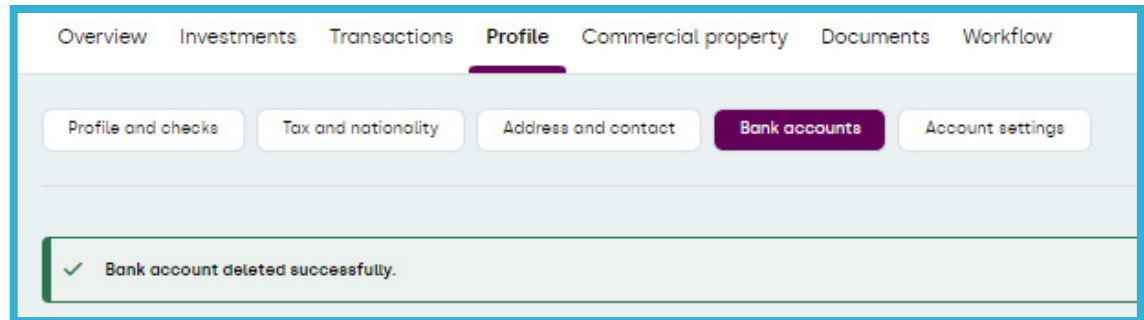 Overview Investments Transactions Profile Commercial property Documents Workflow
Profile and checks Tax and nationality Address and contact Bank accounts Account settings
Bank account deleted successfully.